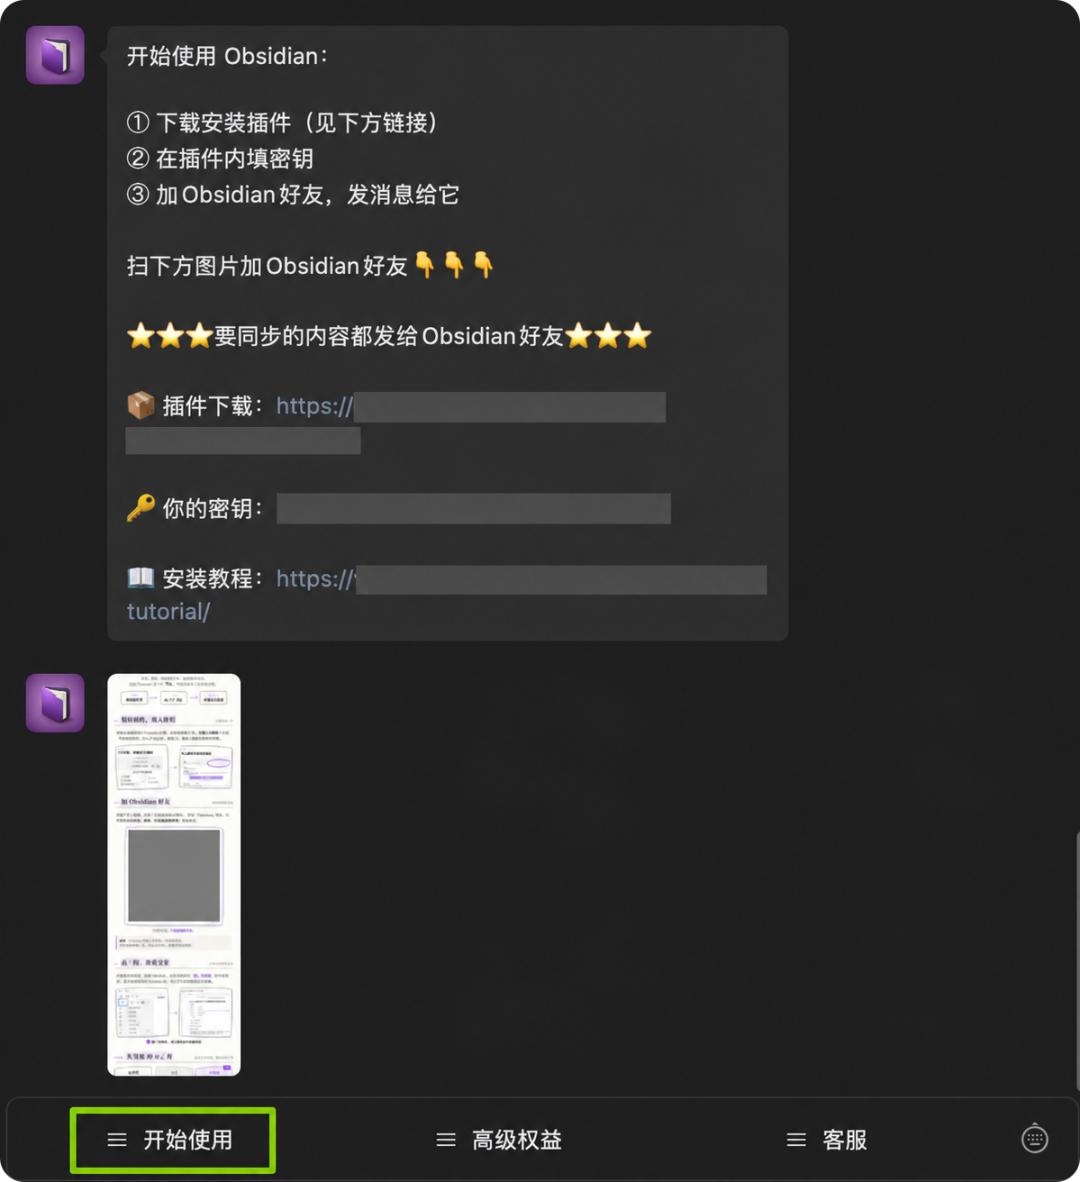 开始使用 Obsidian：
① 下载安装插件（见下方链接）
② 在插件内填密钥
③ 加Obsidian好友，发消息给它
扫下方图片加Obsidian好友👇👇👇
⭐⭐⭐要同步的内容都发给Obsidian好友⭐⭐⭐
📦 插件下载：https://
🔑 你的密钥：
📖 安装教程：https://
tutorial/
加 Obsidian 好友
开始使用
高级权益
客服